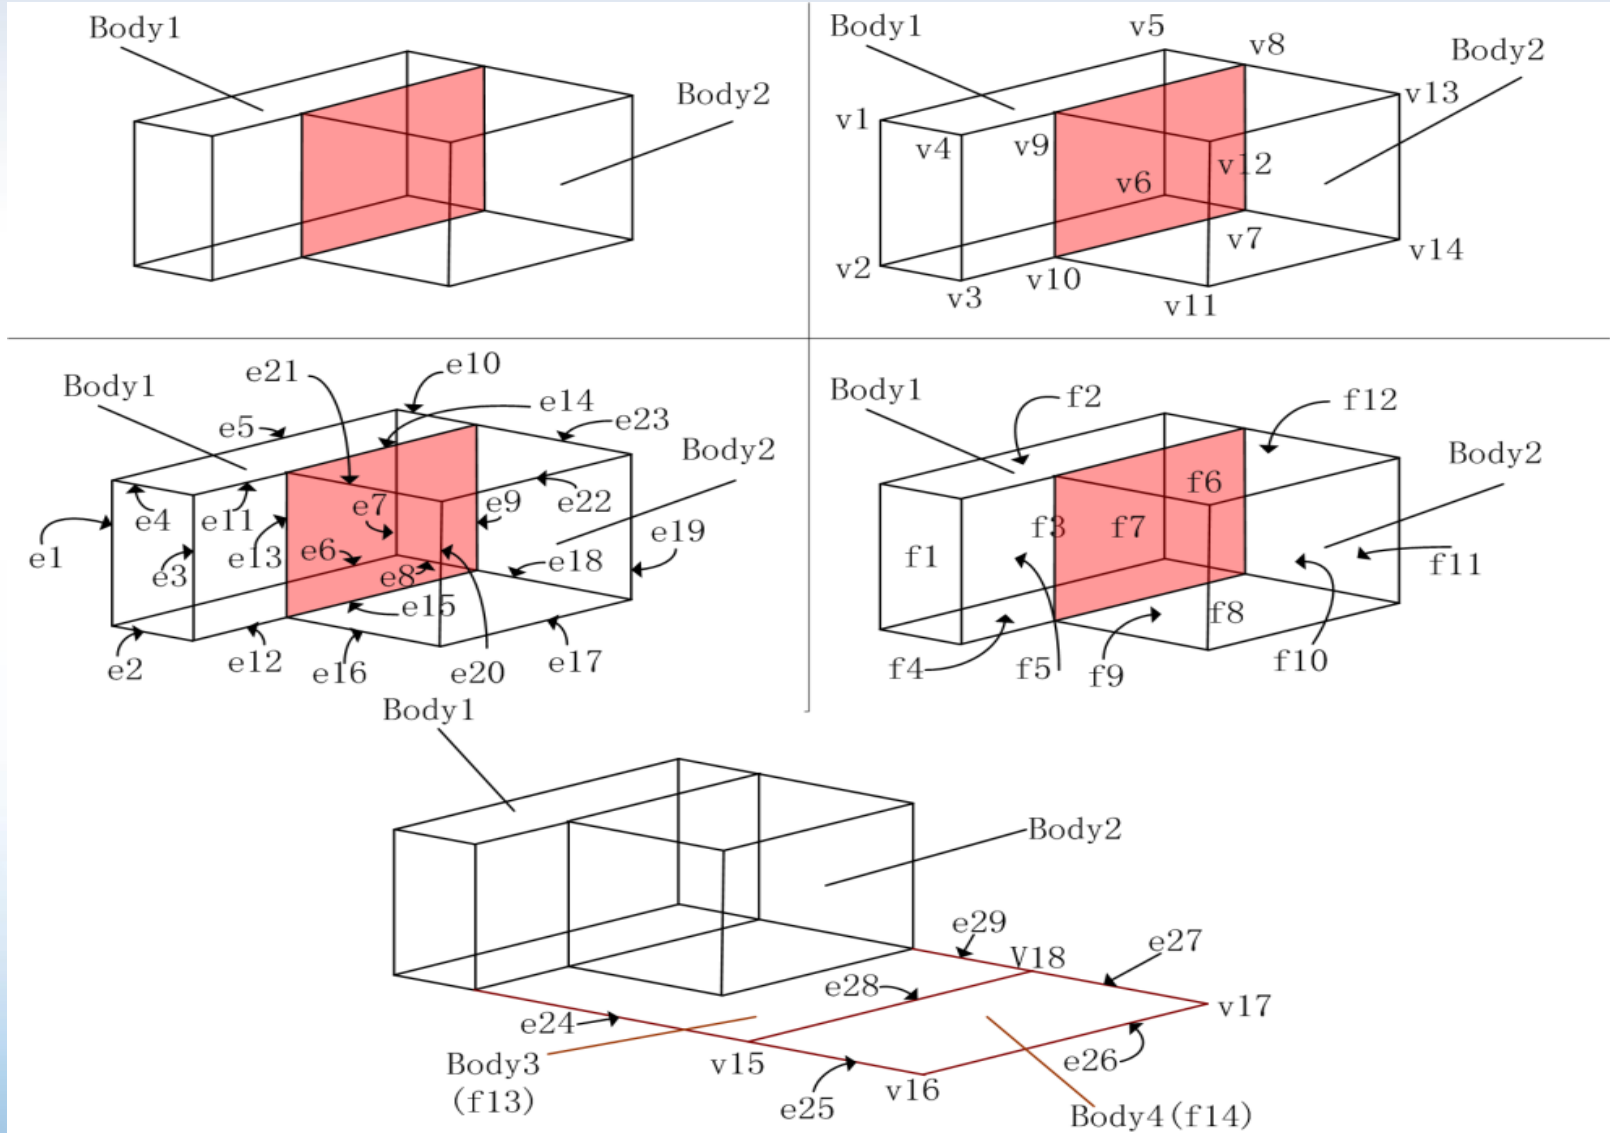 Body1
Body2
Body1
v5
v8
Body2
v13
v1
v4
v9
v12
v6
v7
v14
v2
v10
v3
v11
Body1
e21
e10
e14
e5
e23
Body2
e4
e11
e7
e9
e22
e1
e13
e6
e19
e3
e8
e18
e15
e2
e12
e16
e20
e17
Body1
f2
f12
Body2
f6
f3
f7
f1
f11
f8
f4
f5
f9
f10
Body1
Body2
e29
V18
e27
e28
v17
e24
Body3
(f13)
v15
e26
v16
e25
Body4(f14)